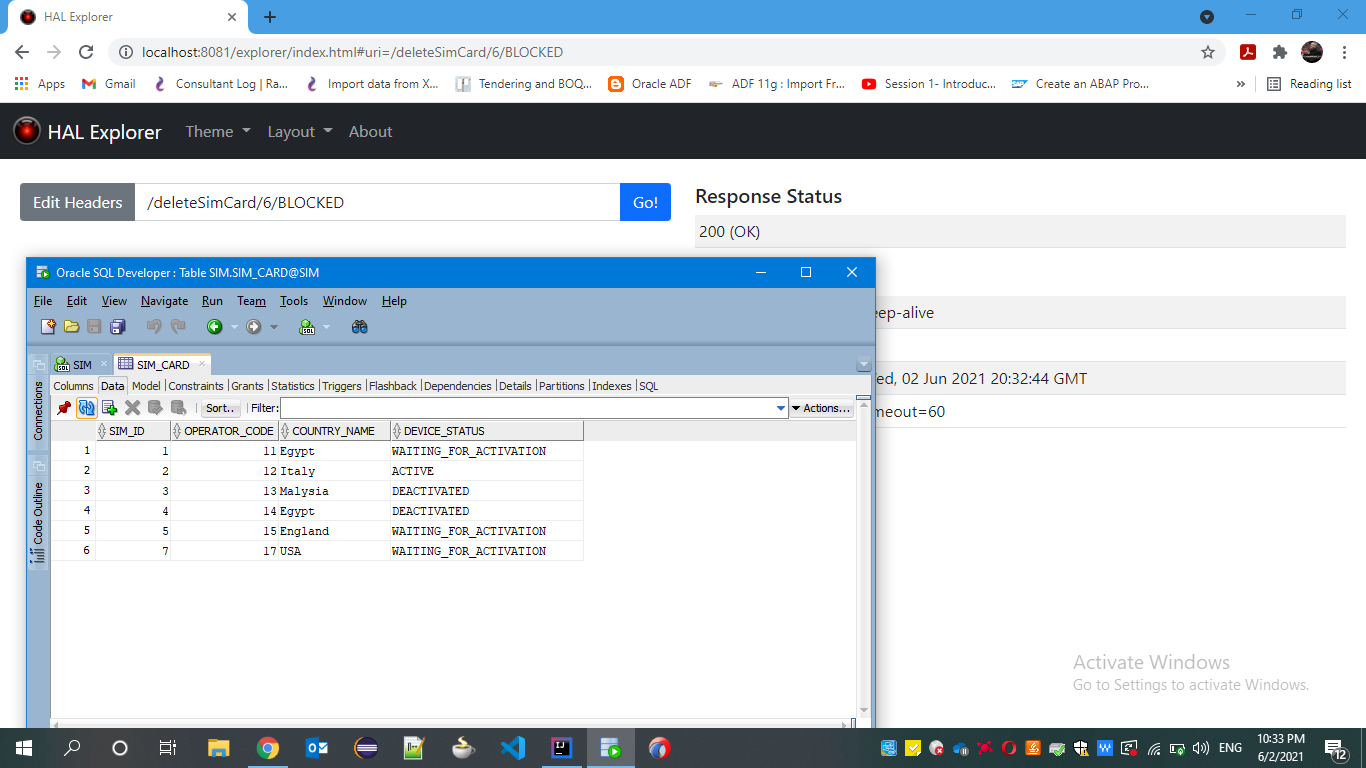 HAL Explorer
localhost:8081/explorer/index.html#uri=/deleteSimCard/6/BLOCKED
Apps Gmail Consultant Log | Ra... Import data from X... Tendering and BOQ... Oracle ADF ADF 11g : Import Fr... Session 1- Introduc... Create an ABAP Pro... » Reading list
HAL Explorer Theme Layout About
Edit Headers /deleteSimCard/6/BLOCKED Go!
Response Status
200 (OK)
Oracle SQL Developer : Table SIM.SIM_CARD@SIM
File Edit View Navigate Run Team Tools Window Help
eep-alive
SIM SIM_CARD
ed, 02 Jun 2021 20:32:44 GMT
Columns Data Model Constraints Grants Statistics Triggers Flashback Dependencies Details Partitions Indexes SQL
Sort.. Filter: Actions...
meout=60
Connections
Code Outline
SIM_ID OPERATOR_CODE COUNTRY_NAME DEVICE_STATUS
1 1 11 Egypt WAITING_FOR_ACTIVATION
2 2 12 Italy ACTIVE
3 3 13 Malysia DEACTIVATED
4 4 14 Egypt DEACTIVATED
5 5 15 England WAITING_FOR_ACTIVATION
6 7 17 USA WAITING_FOR_ACTIVATION
Activate Windows
Go to Settings to activate Windows.
ENG
10:33 PM
6/2/2021
12